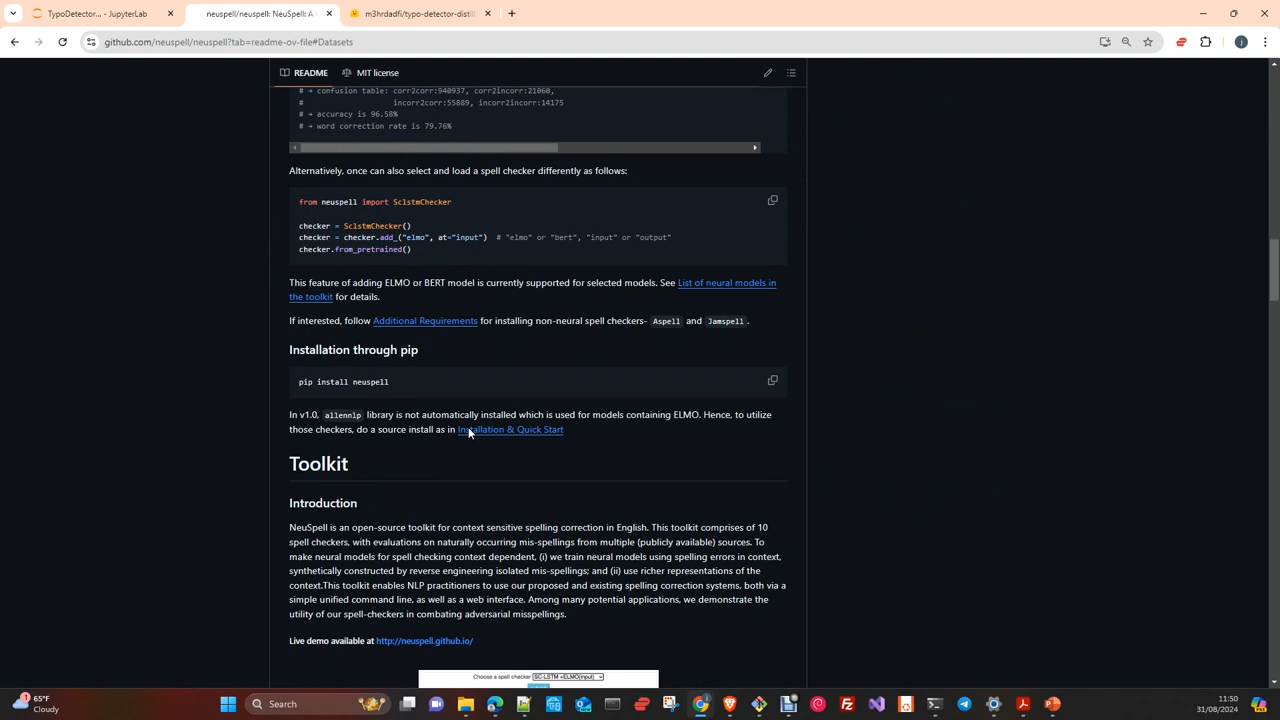 TypoDetector... - JupyterLab
neuspell/neuspell: NeuSpell: A
m3hrdadfi/typo-detector-distil
github.com/neuspell/neuspell?tab=readme-ov-file#Datasets
README
MIT license
# → confusion table: corr2corr:940937, corr2incorr:21060,
# incorr2corr:55889, incorr2incorr:14175
# → accuracy is 96.58%
# → word correction rate is 79.76%
Alternatively, once can also select and load a spell checker differently as follows:
from neuspell import SclstmChecker
checker = SclstmChecker()
checker = checker.add_("elmo", at="input") # "elmo" or "bert", "input" or "output"
checker.from_pretrained()
This feature of adding ELMO or BERT model is currently supported for selected models. See List of neural models in
the toolkit for details.
If interested, follow Additional Requirements for installing non-neural spell checkers- Aspell and Jamspell.
Installation through pip
pip install neuspell
In v1.0, allennlp library is not automatically installed which is used for models containing ELMO. Hence, to utilize
those checkers, do a source install as in Installation & Quick Start
Toolkit
Introduction
NeuSpell is an open-source toolkit for context sensitive spelling correction in English. This toolkit comprises of 10
spell checkers, with evaluations on naturally occurring mis-spellings from multiple (publicly available) sources. To
make neural models for spell checking context dependent, (i) we train neural models using spelling errors in context,
synthetically constructed by reverse engineering isolated mis-spellings; and (ii) use richer representations of the
context.This toolkit enables NLP practitioners to use our proposed and existing spelling correction systems, both via a
simple unified command line, as well as a web interface. Among many potential applications, we demonstrate the
utility of our spell-checkers in combating adversarial misspellings.
Live demo available at http://neuspell.github.io/
Choose a spell checker SC-LSTM +ELMO(input)
65°F
Cloudy
Search
11:50
31/08/2024